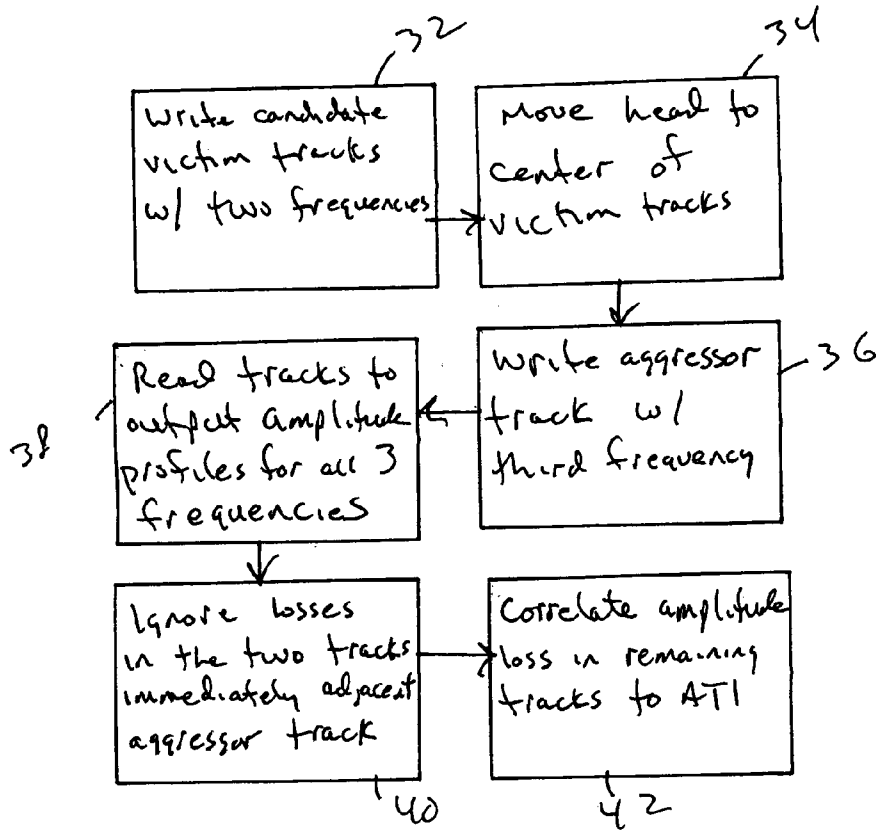 32
Write candidate
victim tracks
w/ two frequencies
34
Move head to
center of
victim tracks
36
Write aggressor
track w/
third frequency
38
Read tracks to
output amplitude
profiles for all 3
frequencies
Ignore losses
in the two tracks
immediately adjacent
aggressor track
40
Correlate amplitude
loss in remaining
tracks to ATI
42